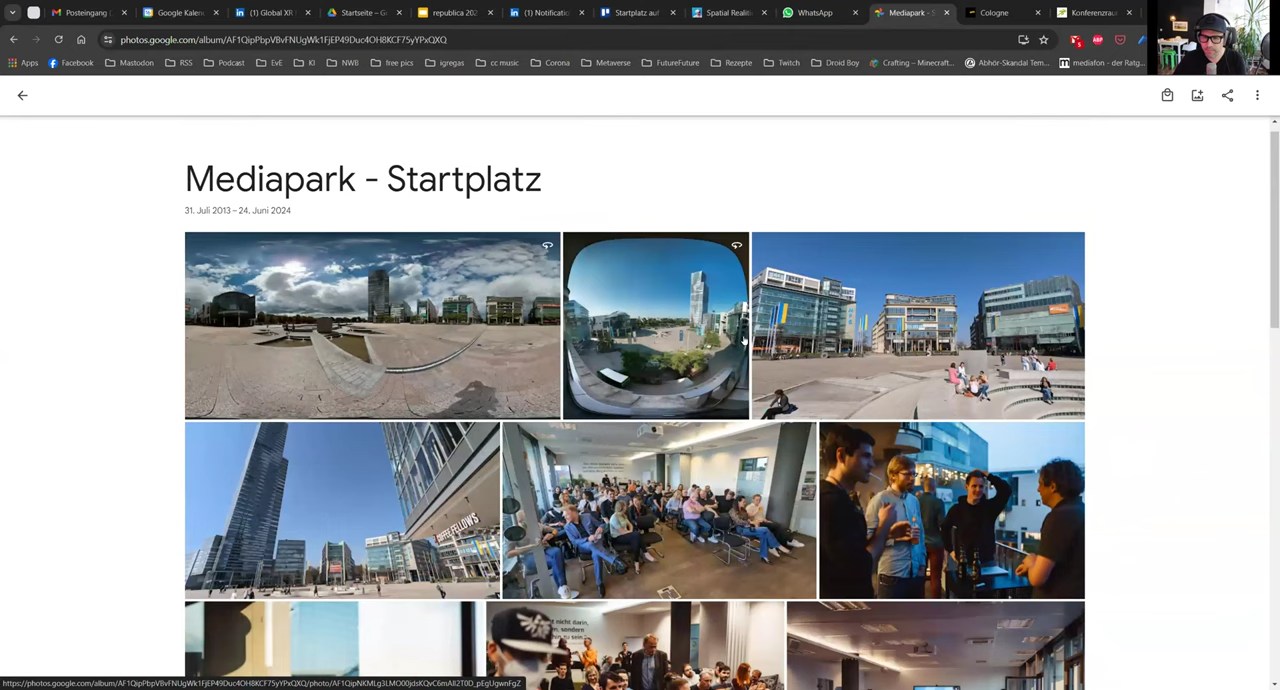 Posteingang (
Google Kalen
(1) Global XR
Startseite – G
republica 202
(1) Notificatio
Startplatz auf
Spatial Realit
WhatsApp
Mediapark - S
Cologne
Konferenzrau
photos.google.com/album/AF1QipPbpVBvFNUgWk1FjEP49Duc4OH8KCF75yYPxQXQ
Apps
Facebook
Mastodon
RSS
Podcast
EvE
KI
NWB
free pics
igregas
cc music
Corona
Metaverse
FutureFuture
Rezepte
Twitch
Droid Boy
Crafting – Minecraft...
Abhör-Skandal Tem...
mediafon - der Ratg...
Mediapark - Startplatz
31. Juli 2013 – 24. Juni 2024
COFFEE FELLOWS